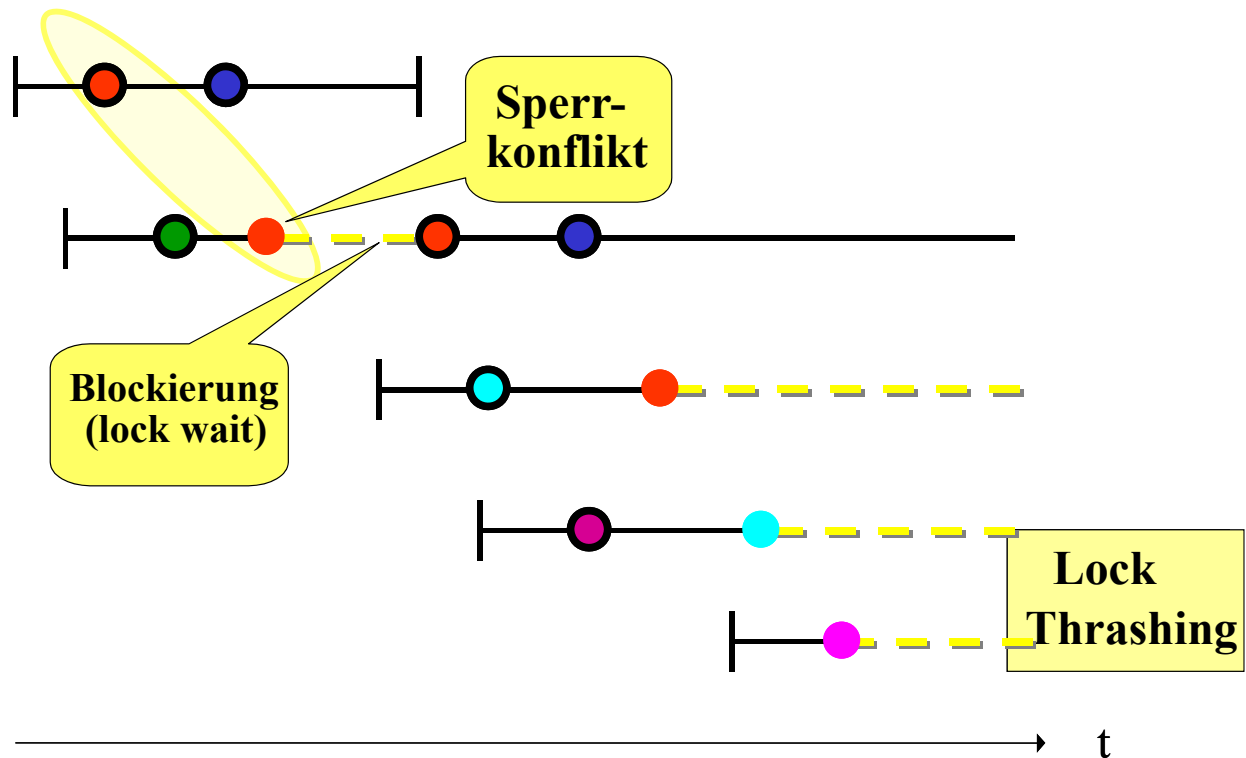 Sperr-
konflikt
Blockierung
(lock wait)
Lock
Thrashing
t